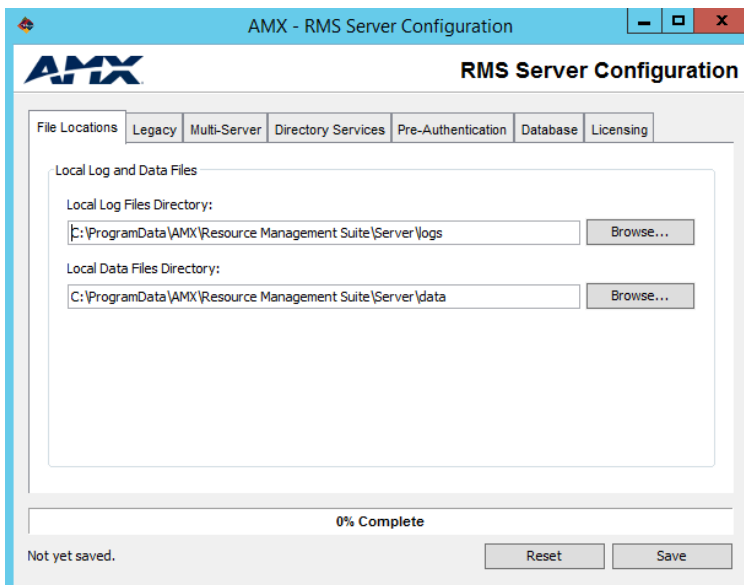 AMX - RMS Server Configuration
AMX RMS Server Configuration
File Locations Legacy Multi-Server Directory Services Pre-Authentication Database Licensing
Local Log and Data Files
Local Log Files Directory:
C:\ProgramData\AMX\Resource Management Suite\Server\logs Browse...
Local Data Files Directory:
C:\ProgramData\AMX\Resource Management Suite\Server\data Browse...
0% Complete
Not yet saved. Reset Save